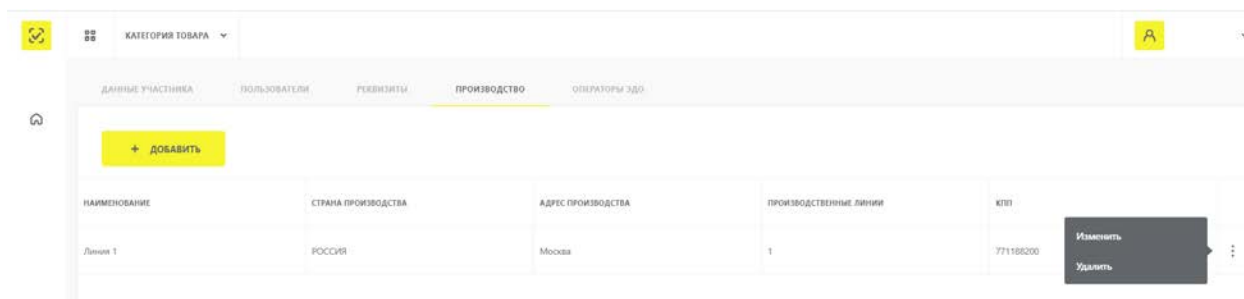 КАТЕГОРИЯ ТОВАРА
ДАННЫЕ УЧАСТНИКА ПОЛЬЗОВАТЕЛИ РЕКВИЗИТЫ ПРОИЗВОДСТВО ОПЕРАТОРЫ ЭДО
+ ДОБАВИТЬ
НАИМЕНОВАНИЕ СТРАНА ПРОИЗВОДСТВА АДРЕС ПРОИЗВОДСТВА ПРОИЗВОДСТВЕННЫЕ ЛИНИИ КПП
Изменить
Линия 1 РОССИЯ Москва 1 771188200
Удалить